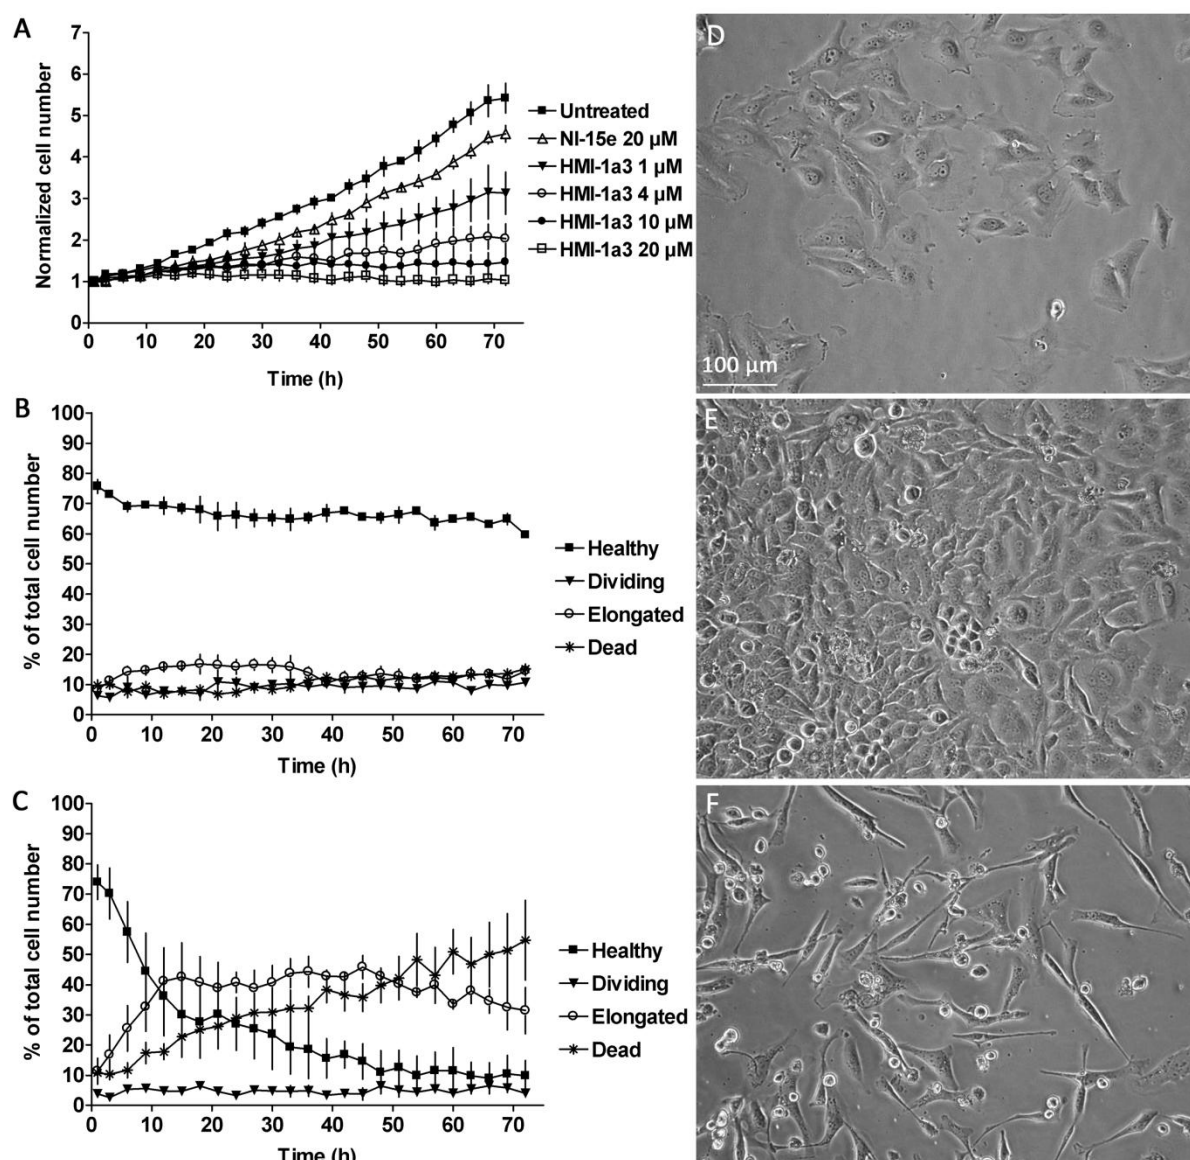 A
Normalized cell number
7
6
5
4
3
2
1
0
0 10 20 30 40 50 60 70
Time (h)
Untreated
NI-15e 20 µM
HMI-1a3 1 µM
HMI-1a3 4 µM
HMI-1a3 10 µM
HMI-1a3 20 µM
B
% of total cell number
100
90
80
70
60
50
40
30
20
10
0
0 10 20 30 40 50 60 70
Time (h)
Healthy
Dividing
Elongated
Dead
C
% of total cell number
100
90
80
70
60
50
40
30
20
10
0
0 10 20 30 40 50 60 70
Time (h)
Healthy
Dividing
Elongated
Dead
D
100 µm
E
F